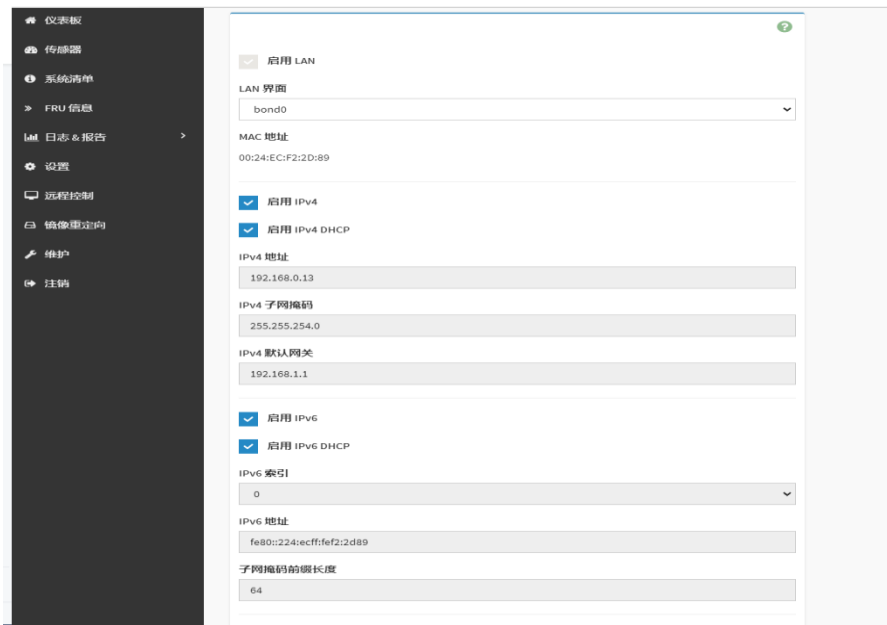 仪表板
传感器
系统清单
FRU 信息
日志 & 报告
设置
远程控制
镜像重定向
维护
注销
启用 LAN
LAN 界面
bond0
MAC 地址
00:24:EC:F2:2D:89
启用 IPv4
启用 IPv4 DHCP
IPv4 地址
192.168.0.13
IPv4 子网掩码
255.255.254.0
IPv4 默认网关
192.168.1.1
启用 IPv6
启用 IPv6 DHCP
IPv6 索引
0
IPv6 地址
fe80::224:ecff:fef2:2d89
子网掩码前缀长度
64